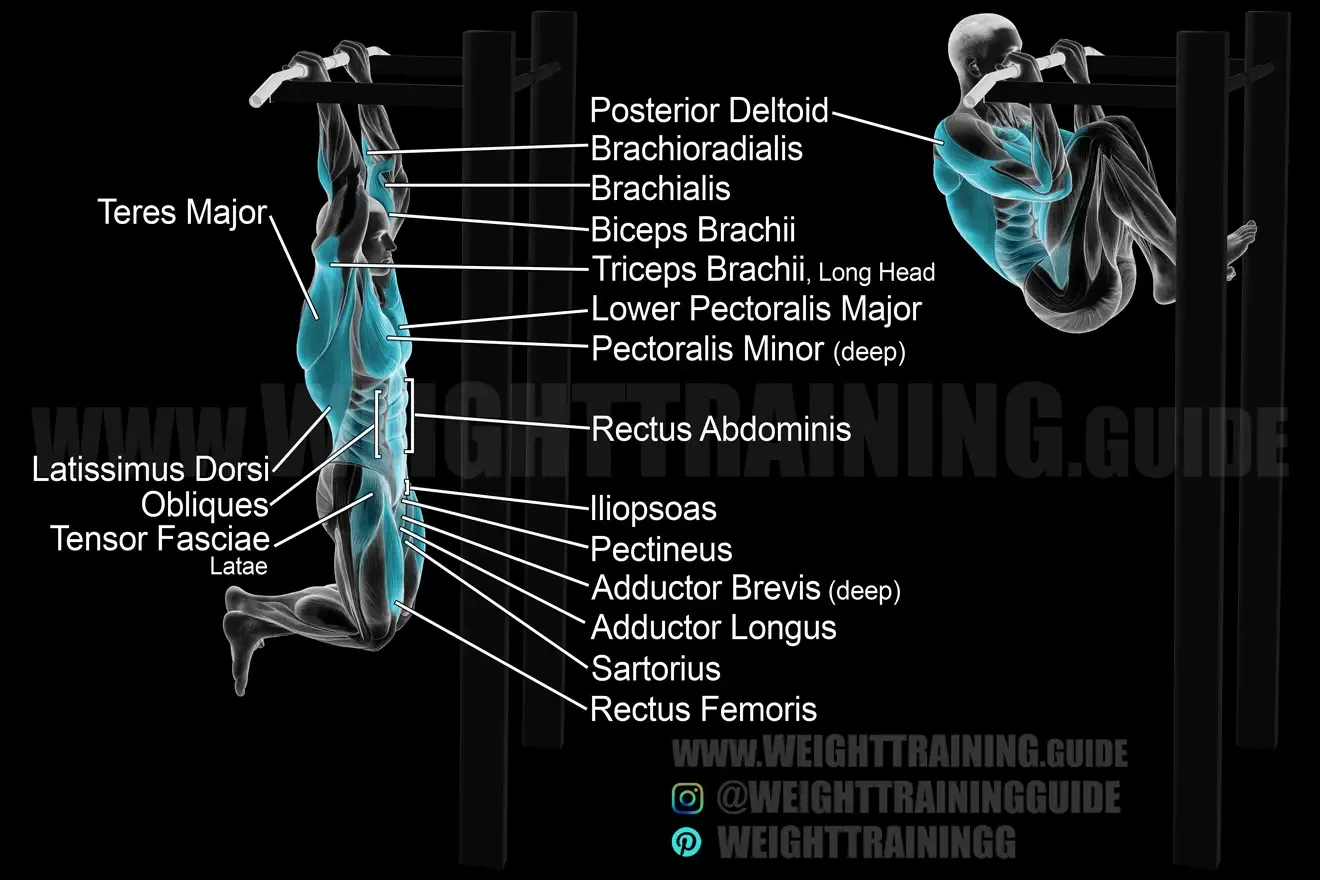 Posterior Deltoid
Brachioradialis
Brachialis
Teres Major
Biceps Brachii
Triceps Brachii, Long Head
Lower Pectoralis Major
Pectoralis Minor (deep)
WWW.WEIGHTTRAINING.GUIDE
Rectus Abdominis
Latissimus Dorsi
Obliques
Tensor Fasciae
Latae
Iliopsoas
Pectineus
Adductor Brevis (deep)
Adductor Longus
Sartorius
Rectus Femoris
WWW.WEIGHTTRAINING.GUIDE
@WEIGHTTRAININGGUIDE
WEIGHTTRAININGG